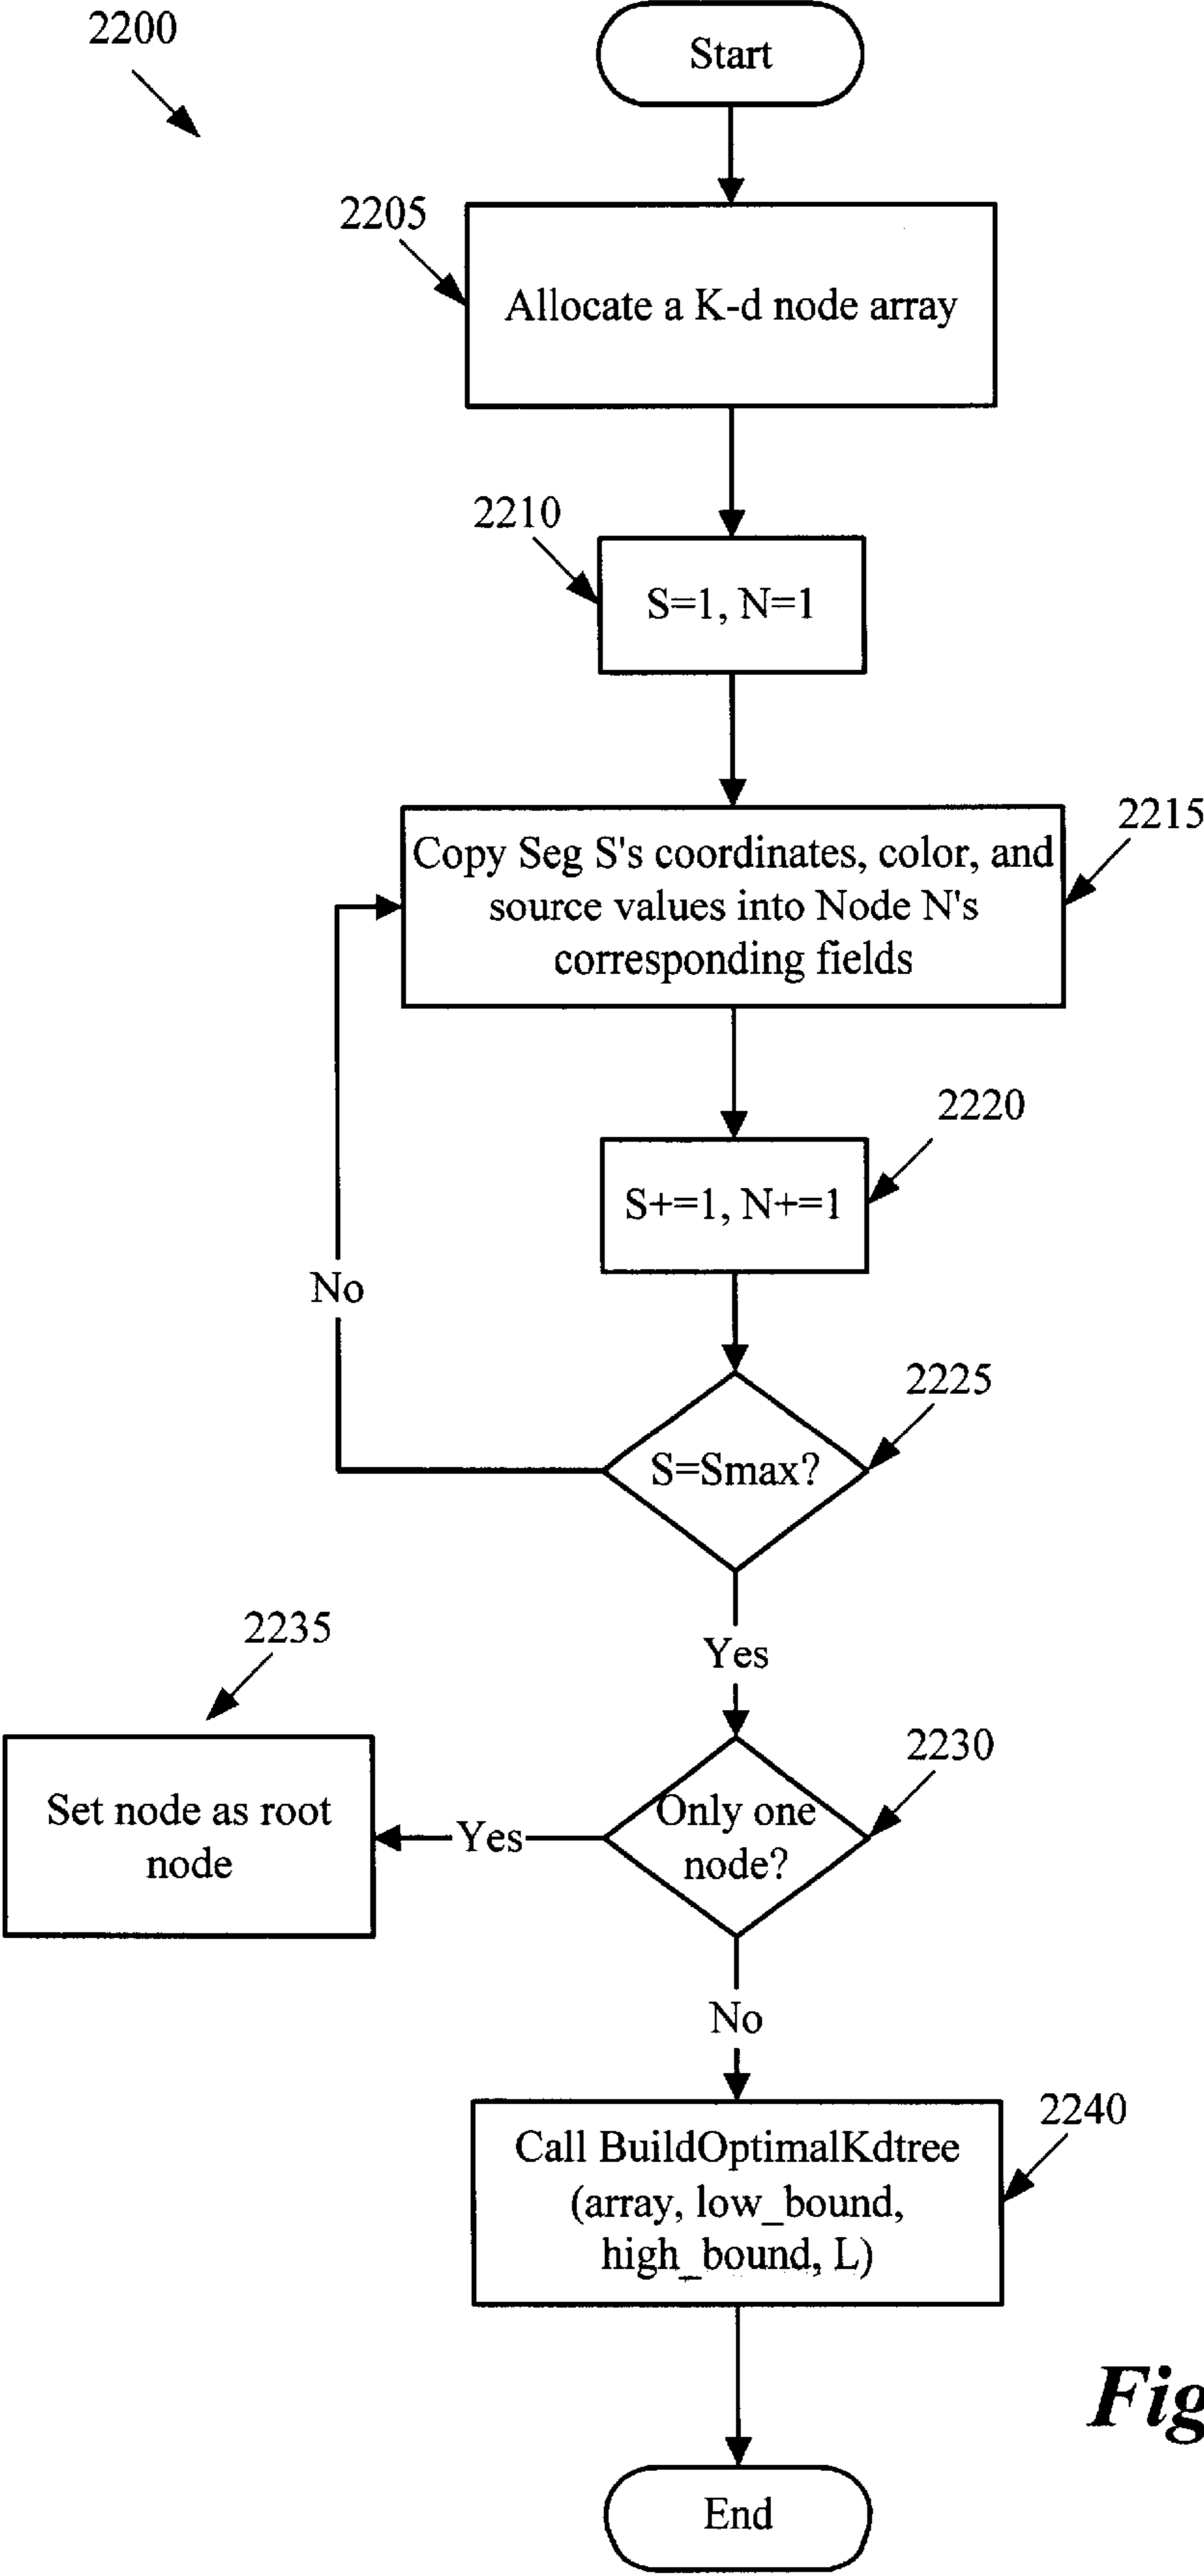 2200
Start
2205
Allocate a K-d node array
2210
S=1, N=1
2215
Copy Seg S's coordinates, color, and
source values into Node N's
corresponding fields
2220
S+=1, N+=1
No
2225
S=Smax?
Yes
2235
2230
Set node as root
node
Yes
Only one
node?
No
2240
Call BuildOptimalKdtree
(array, low_bound,
high_bound, L)
Fig
End